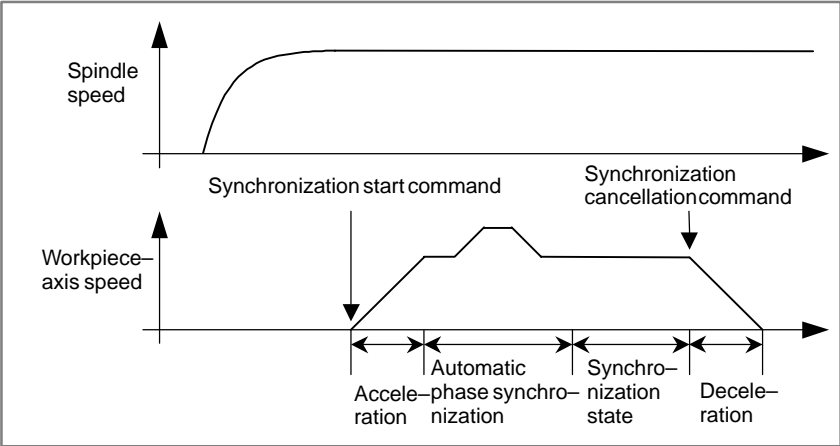 Spindle
speed
Synchronization start command
Synchronization
cancellation command
Workpiece–
axis speed
Accele–
ration
Automatic
phase synchro–
nization
Synchro–
nization
state
Decele–
ration